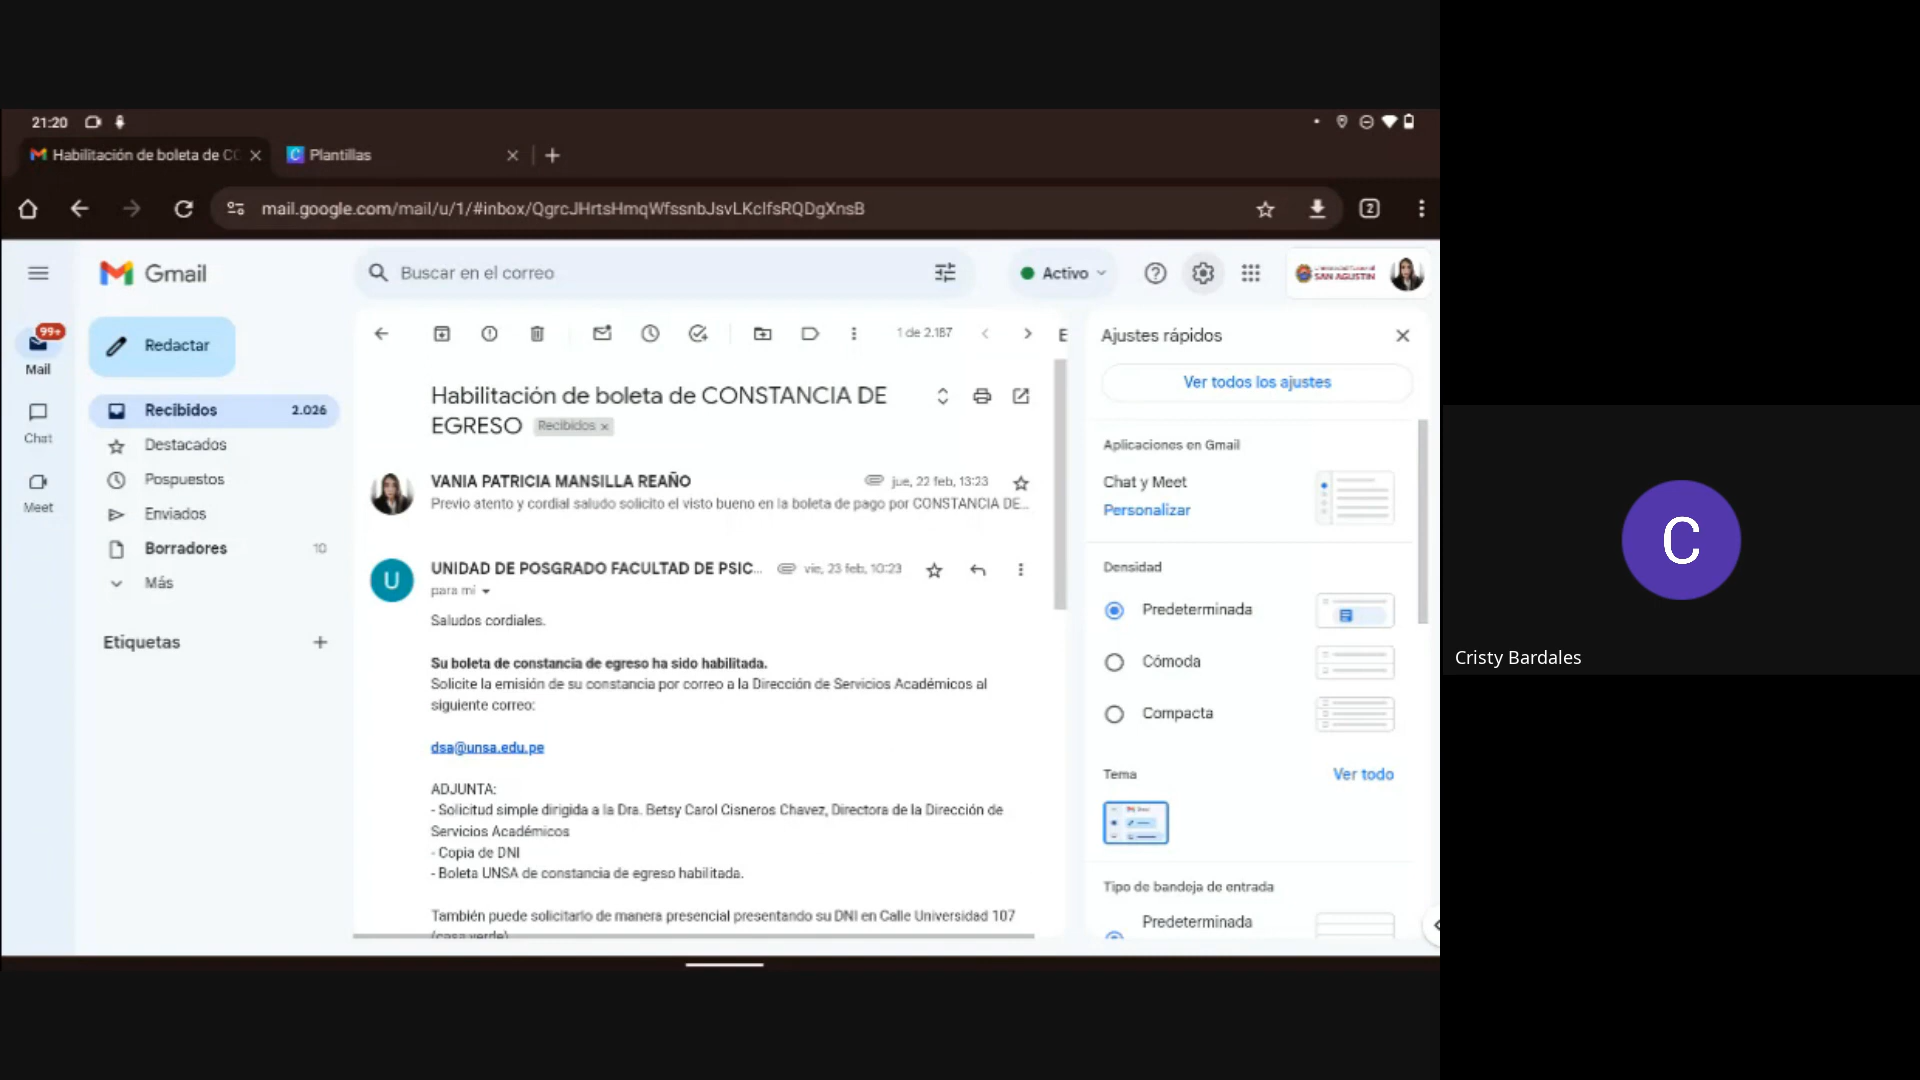 21:20
Habilitación de boleta de CO
Plantillas
mail.google.com/mail/u/1/#inbox/QgrcJHrtsHmqWfssnbJsvLKclfsRQDgXnsB
2
Gmail
Buscar en el correo
Activo
SAN AGUSTIN
99+
Mail
Chat
Meet
Redactar
Recibidos 2.026
Destacados
Pospuestos
Enviados
Borradores 10
Más
Etiquetas
1 de 2.187
E
Habilitación de boleta de CONSTANCIA DE
EGRESO Recibidos x
VANIA PATRICIA MANSILLA REAÑO jue, 22 feb, 13:23
Previo atento y cordial saludo solicito el visto bueno en la boleta de pago por CONSTANCIA DE...
U
UNIDAD DE POSGRADO FACULTAD DE PSIC... vie, 23 feb, 10:23
para mí
Saludos cordiales.
Su boleta de constancia de egreso ha sido habilitada.
Solicite la emisión de su constancia por correo a la Dirección de Servicios Académicos al
siguiente correo:
dsa@unsa.edu.pe
ADJUNTA:
- Solicitud simple dirigida a la Dra. Betsy Carol Cisneros Chavez, Directora de la Dirección de
Servicios Académicos
- Copia de DNI
- Boleta UNSA de constancia de egreso habilitada.
También puede solicitarlo de manera presencial presentando su DNI en Calle Universidad 107
(casa verde)
Ajustes rápidos
Ver todos los ajustes
Aplicaciones en Gmail
Chat y Meet
Personalizar
Densidad
Predeterminada
Cómoda
Compacta
Tema
Ver todo
Tipo de bandeja de entrada
Predeterminada
C
Cristy Bardales